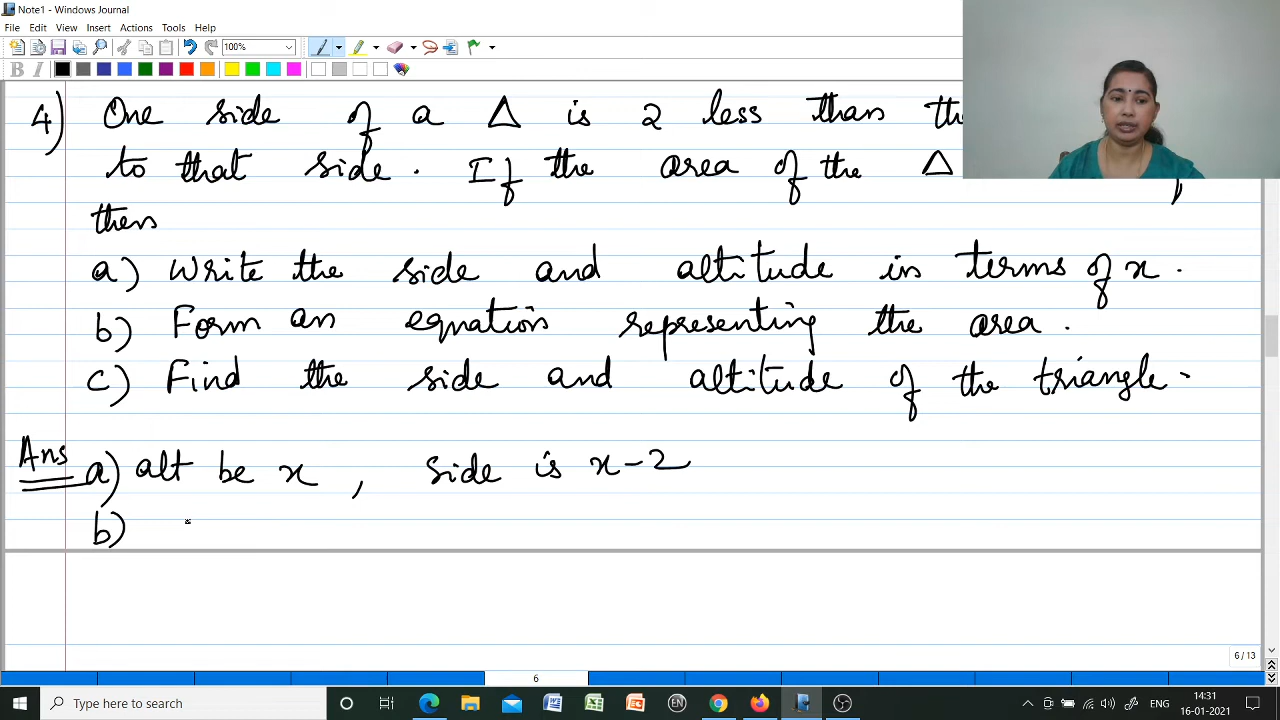 Note1 - Windows Journal
File Edit View Insert Actions Tools Help
100%
B I
4) One side of a Δ is 2 less than
to that side. If the area of the Δ
then
a) Write the side and altitude in terms of x.
b) Form an equation representing the area.
c) Find the side and altitude of the triangle.
Ans a) alt be x, side is x-2
b)
6 / 13
6
Type here to search
EN
ENG
14:31
16-01-2021